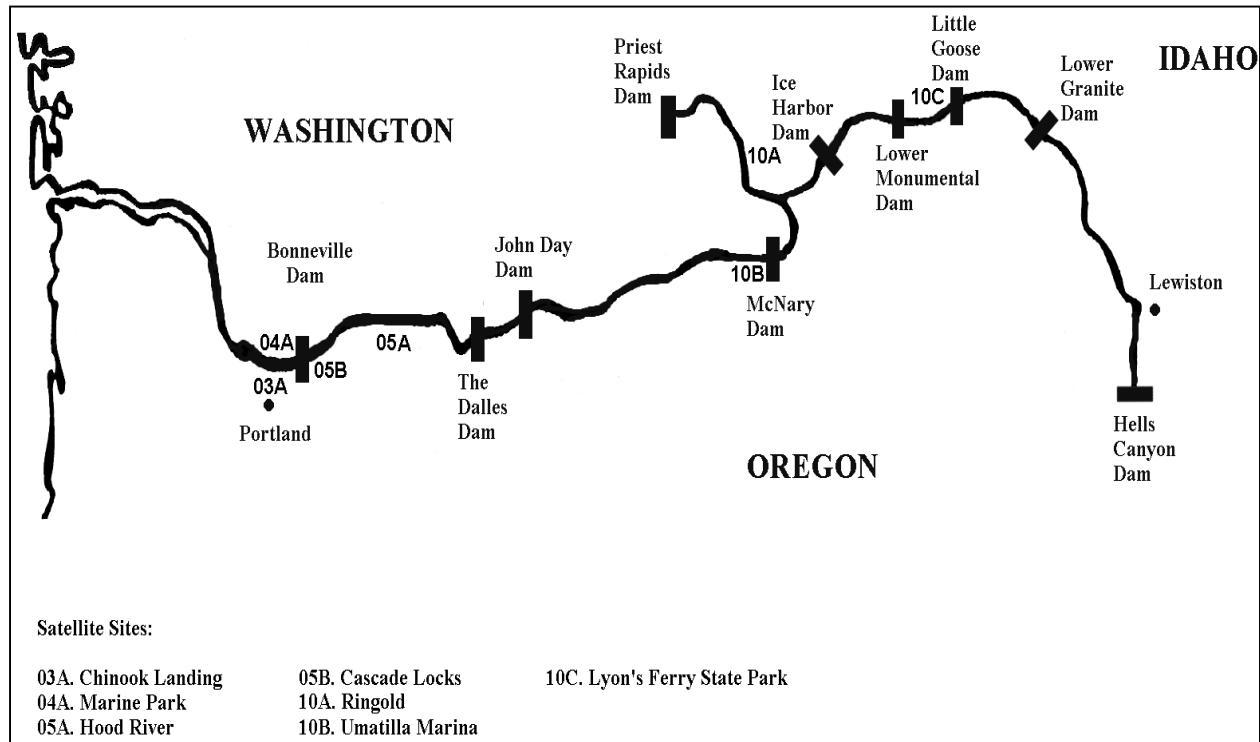 Little
Goose
Dam
IDAHO
Priest
Rapids
Dam
Lower
Granite
Dam
Ice
Harbor
Dam
10C
WASHINGTON
10A
Lower
Monumental
Dam
Bonneville
Dam
John Day
Dam
10B
McNary
Dam
Lewiston
04A
05A
05B
03A
The
Dalles
Dam
Portland
Hells
Canyon
Dam
OREGON
Satellite Sites:
03A. Chinook Landing
04A. Marine Park
05A. Hood River
05B. Cascade Locks
10A. Ringold
10B. Umatilla Marina
10C. Lyon's Ferry State Park